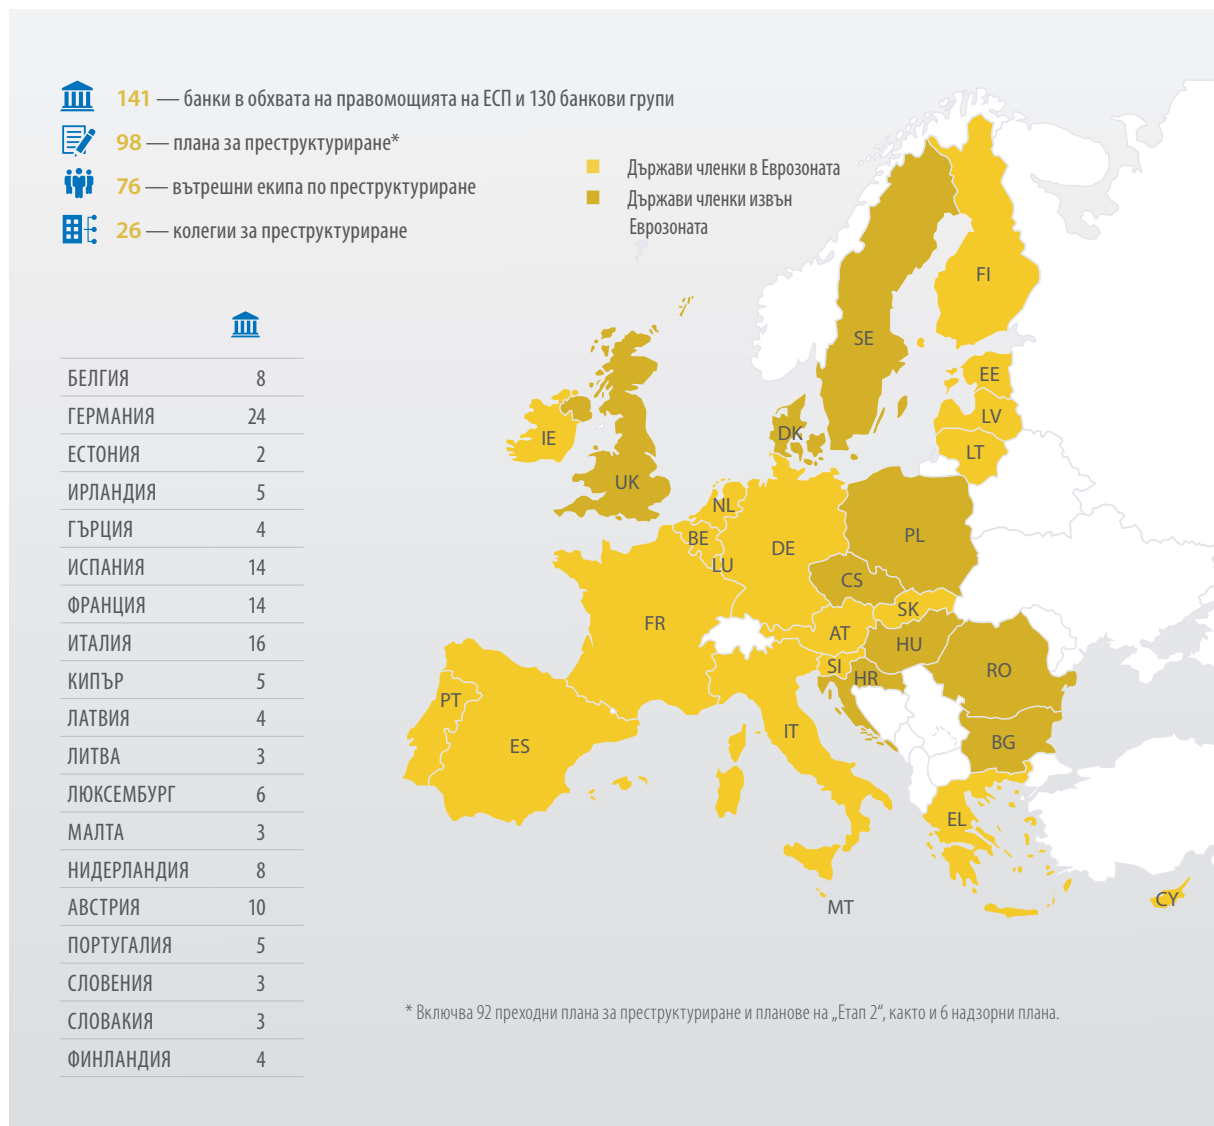 141 — банки в обхвата на правомощията на ЕСП и 130 банкови групи
98 — плана за преструктуриране*
76 — вътрешни екипа по преструктуриране
26 — колегии за преструктуриране
Държави членки в Еврозоната
Държави членки извън
Еврозоната
БЕЛГИЯ 8
ГЕРМАНИЯ 24
ЕСТОНИЯ 2
ИРЛАНДИЯ 5
ГЪРЦИЯ 4
ИСПАНИЯ 14
ФРАНЦИЯ 14
ИТАЛИЯ 16
КИПЪР 5
ЛАТВИЯ 4
ЛИТВА 3
ЛЮКСЕМБУРГ 6
МАЛТА 3
НИДЕРЛАНДИЯ 8
АВСТРИЯ 10
ПОРТУГАЛИЯ 5
СЛОВЕНИЯ 3
СЛОВАКИЯ 3
ФИНЛАНДИЯ 4
FI
SE
EE
LV
LT
DK
IE
UK
NL
BE
LU
DE
PL
CS
SK
AT
HU
FR
SI
HR
RO
PT
ES
IT
BG
EL
MT
CY
* Включва 92 преходни плана за преструктуриране и планове на „Етап 2“, както и 6 надзорни плана.